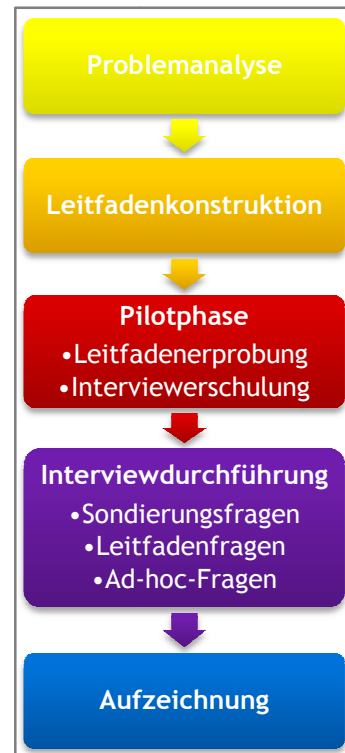 Problemanalyse
Leitfadenkonstruktion
Pilotphase
•Leitfadenerprobung
•Interviewerschulung
Interviewdurchführung
•Sondierungsfragen
•Leitfadenfragen
•Ad-hoc-Fragen
Aufzeichnung